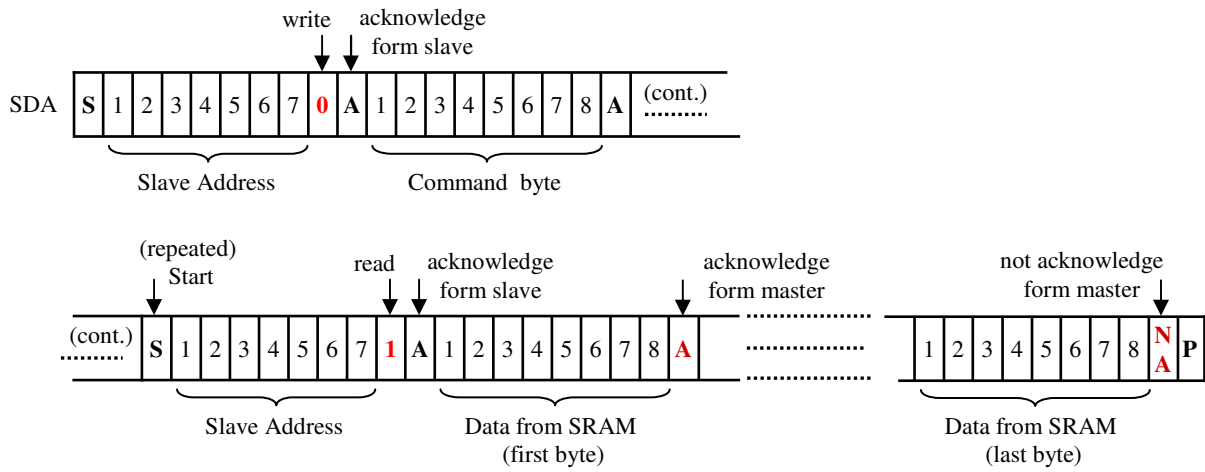 write acknowledge
form slave
SDA S 1 2 3 4 5 6 7 0 A 1 2 3 4 5 6 7 8 A (cont.)
Slave Address Command byte
(repeated)
Start read acknowledge
form slave acknowledge
form master not acknowledge
form master
(cont.) S 1 2 3 4 5 6 7 1 A 1 2 3 4 5 6 7 8 A 1 2 3 4 5 6 7 8 N
A P
Slave Address Data from SRAM
(first byte) Data from SRAM
(last byte)